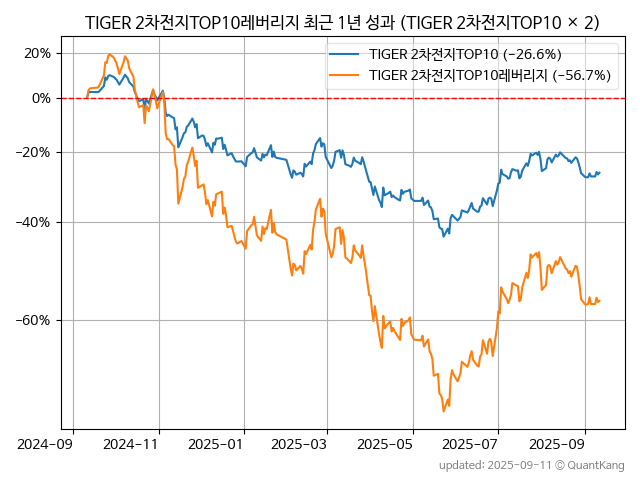 TIGER 2차전지TOP10레버리지 최근 1년 성과 (TIGER 2차전지TOP10 × 2)
TIGER 2차전지TOP10 (−26.6%)
TIGER 2차전지TOP10레버리지 (−56.7%)
20%
0%
−20%
−40%
−60%
2024-09 2024-11 2025-01 2025-03 2025-05 2025-07 2025-09
updated: 2025-09-11 © QuantKang